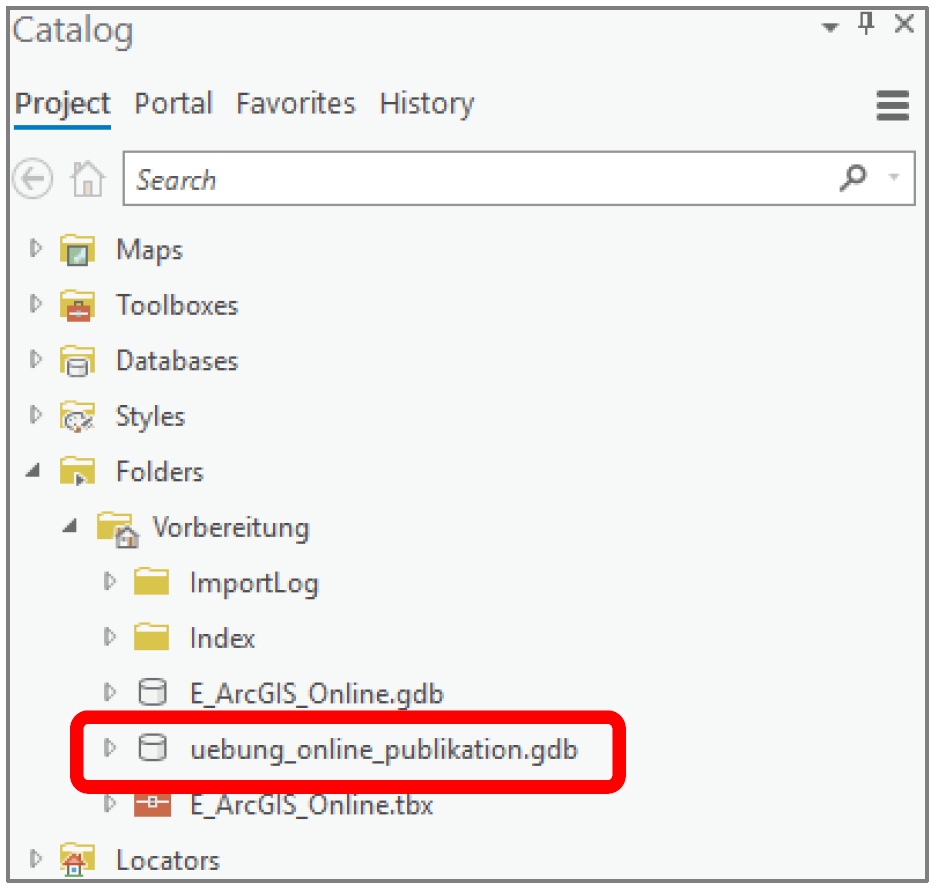 Catalog
Project Portal Favorites History
Search
Maps
Toolboxes
Databases
Styles
Folders
Vorbereitung
ImportLog
Index
E_ArcGIS_Online.gdb
uebung_online_publikation.gdb
E_ArcGIS_Online.tbx
Locators